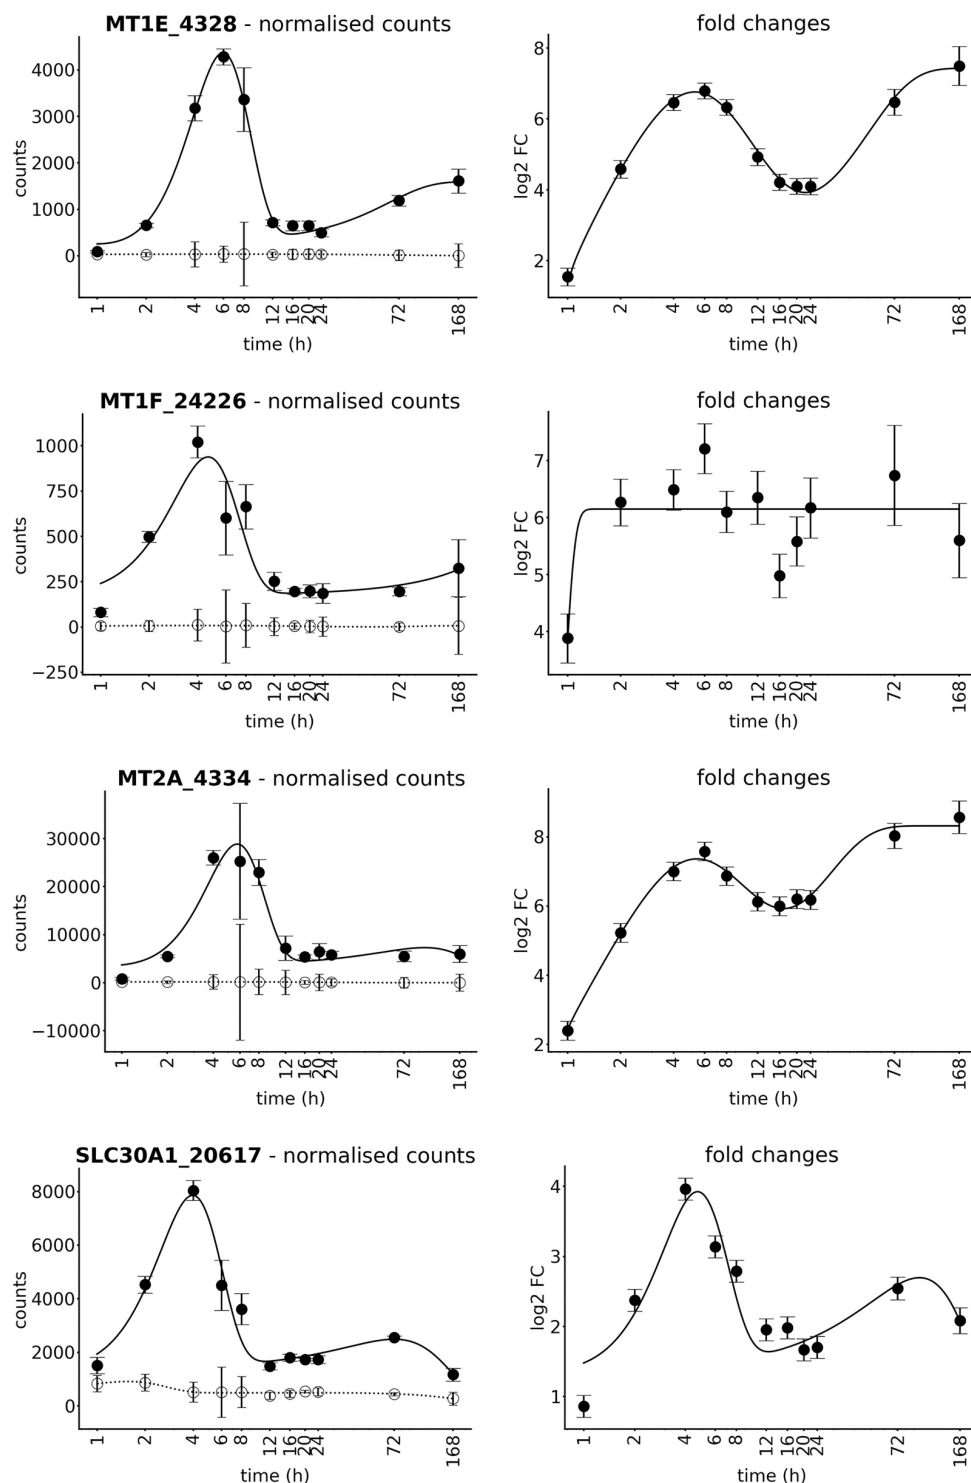 MT1E_4328 - normalised counts
fold changes
counts
4000
3000
2000
1000
0
1 2 4 6 8 12 16 20 24 72 168
time (h)
log2 FC
8
6
4
2
1 2 4 6 8 12 16 20 24 72 168
time (h)
MT1F_24226 - normalised counts
fold changes
counts
1000
750
500
250
0
−250
1 2 4 6 8 12 16 20 24 72 168
time (h)
log2 FC
7
6
5
4
1 2 4 6 8 12 16 20 24 72 168
time (h)
MT2A_4334 - normalised counts
fold changes
counts
30000
20000
10000
0
−10000
1 2 4 6 8 12 16 20 24 72 168
time (h)
log2 FC
8
6
4
2
1 2 4 6 8 12 16 20 24 72 168
time (h)
SLC30A1_20617 - normalised counts
fold changes
counts
8000
6000
4000
2000
0
1 2 4 6 8 12 16 20 24 72 168
time (h)
log2 FC
4
3
2
1
1 2 4 6 8 12 16 20 24 72 168
time (h)